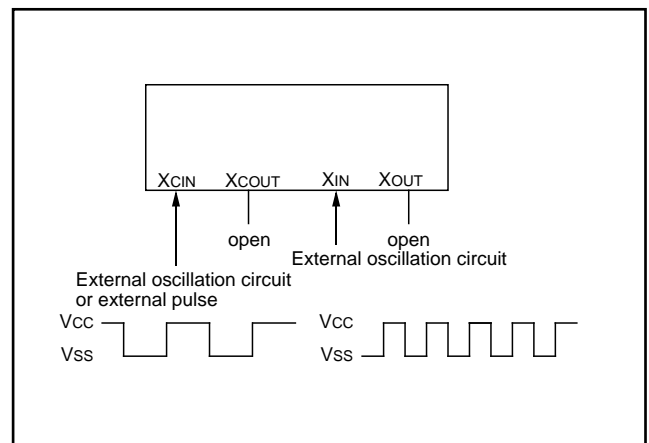 XCIN XCOUT XIN XOUT
open open
External oscillation circuit
External oscillation circuit
or external pulse
VCC VCC
VSS VSS